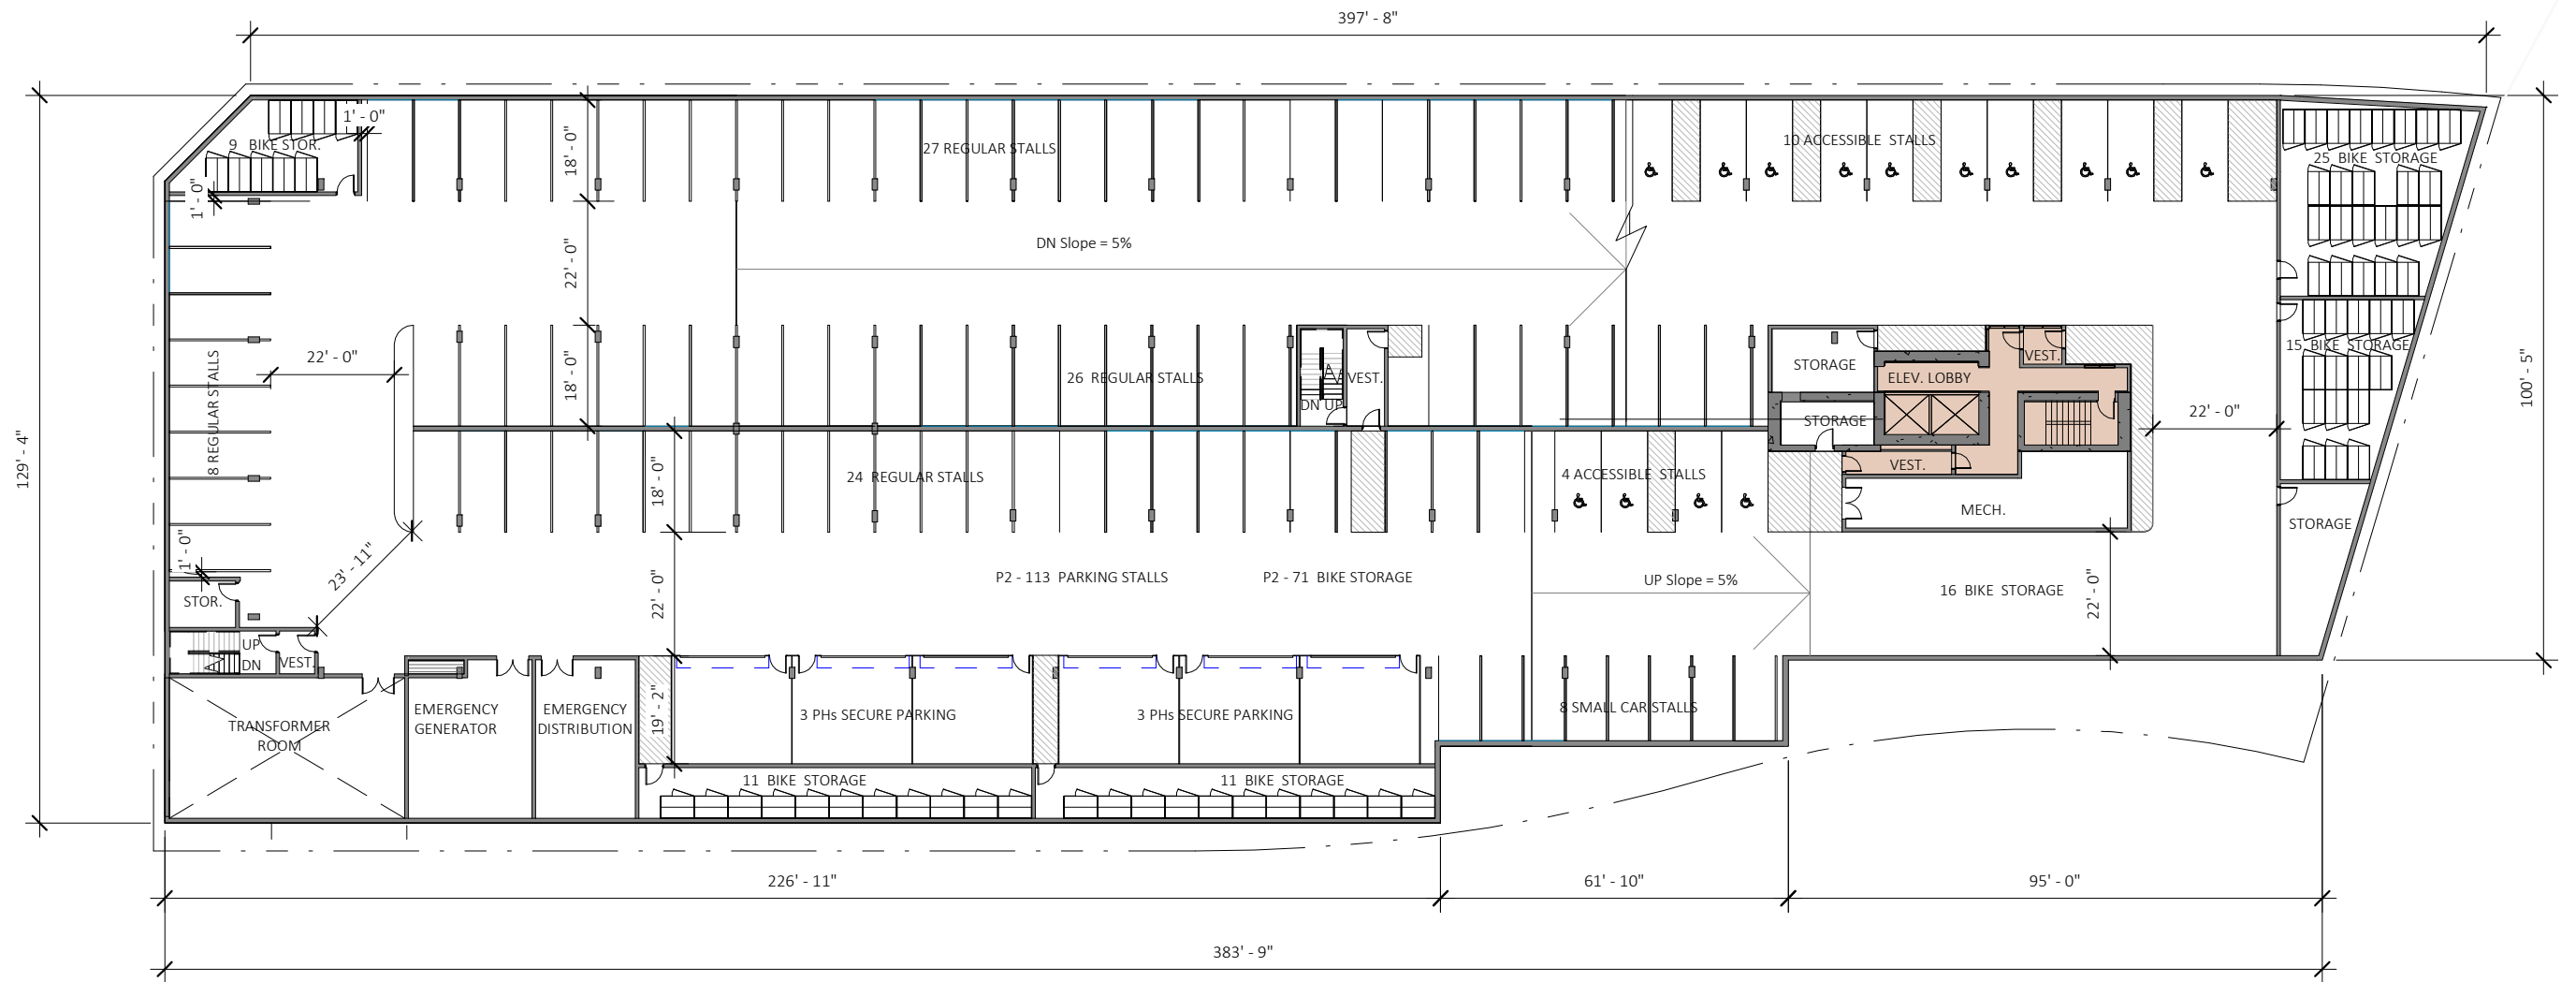 397' - 8"
1' - 0"
9 BIKE STOR.
18' - 0"
27 REGULAR STALLS
10 ACCESSIBLE STALLS
25 BIKE STORAGE
1' - 0"
22' - 0"
DN Slope = 5%
129' - 4"
8 REGULAR STALLS
22' - 0"
18' - 0"
26 REGULAR STALLS
DN UP
VEST.
STORAGE
ELEV. LOBBY
VEST.
15 BIKE STORAGE
100' - 5"
STORAGE
22' - 0"
VEST.
MECH.
STORAGE
18' - 0"
24 REGULAR STALLS
4 ACCESSIBLE STALLS
1' - 0"
23' - 11"
STOR.
22' - 0"
P2 - 113 PARKING STALLS
P2 - 71 BIKE STORAGE
UP Slope = 5%
16 BIKE STORAGE
22' - 0"
UP
DN
VEST.
TRANSFORMER
ROOM
EMERGENCY
GENERATOR
EMERGENCY
DISTRIBUTION
19' - 2"
3 PHs SECURE PARKING
3 PHs SECURE PARKING
8 SMALL CAR STALLS
11 BIKE STORAGE
11 BIKE STORAGE
226' - 11"
61' - 10"
95' - 0"
383' - 9"